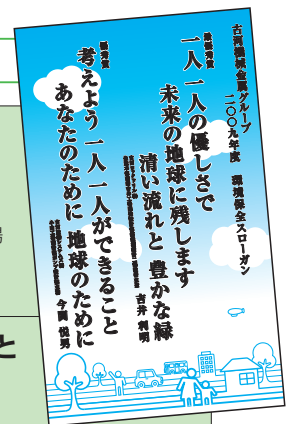 古河機械金属グループ
二〇〇九年度　環境保全スローガン
最優秀賞
一人一人の優しさで
未来の地球に残します
清い流れと 豊かな緑
吉井 利明
優秀賞
考えよう 一人一人ができること
あなたのために 地球のために
今関 悦男
と